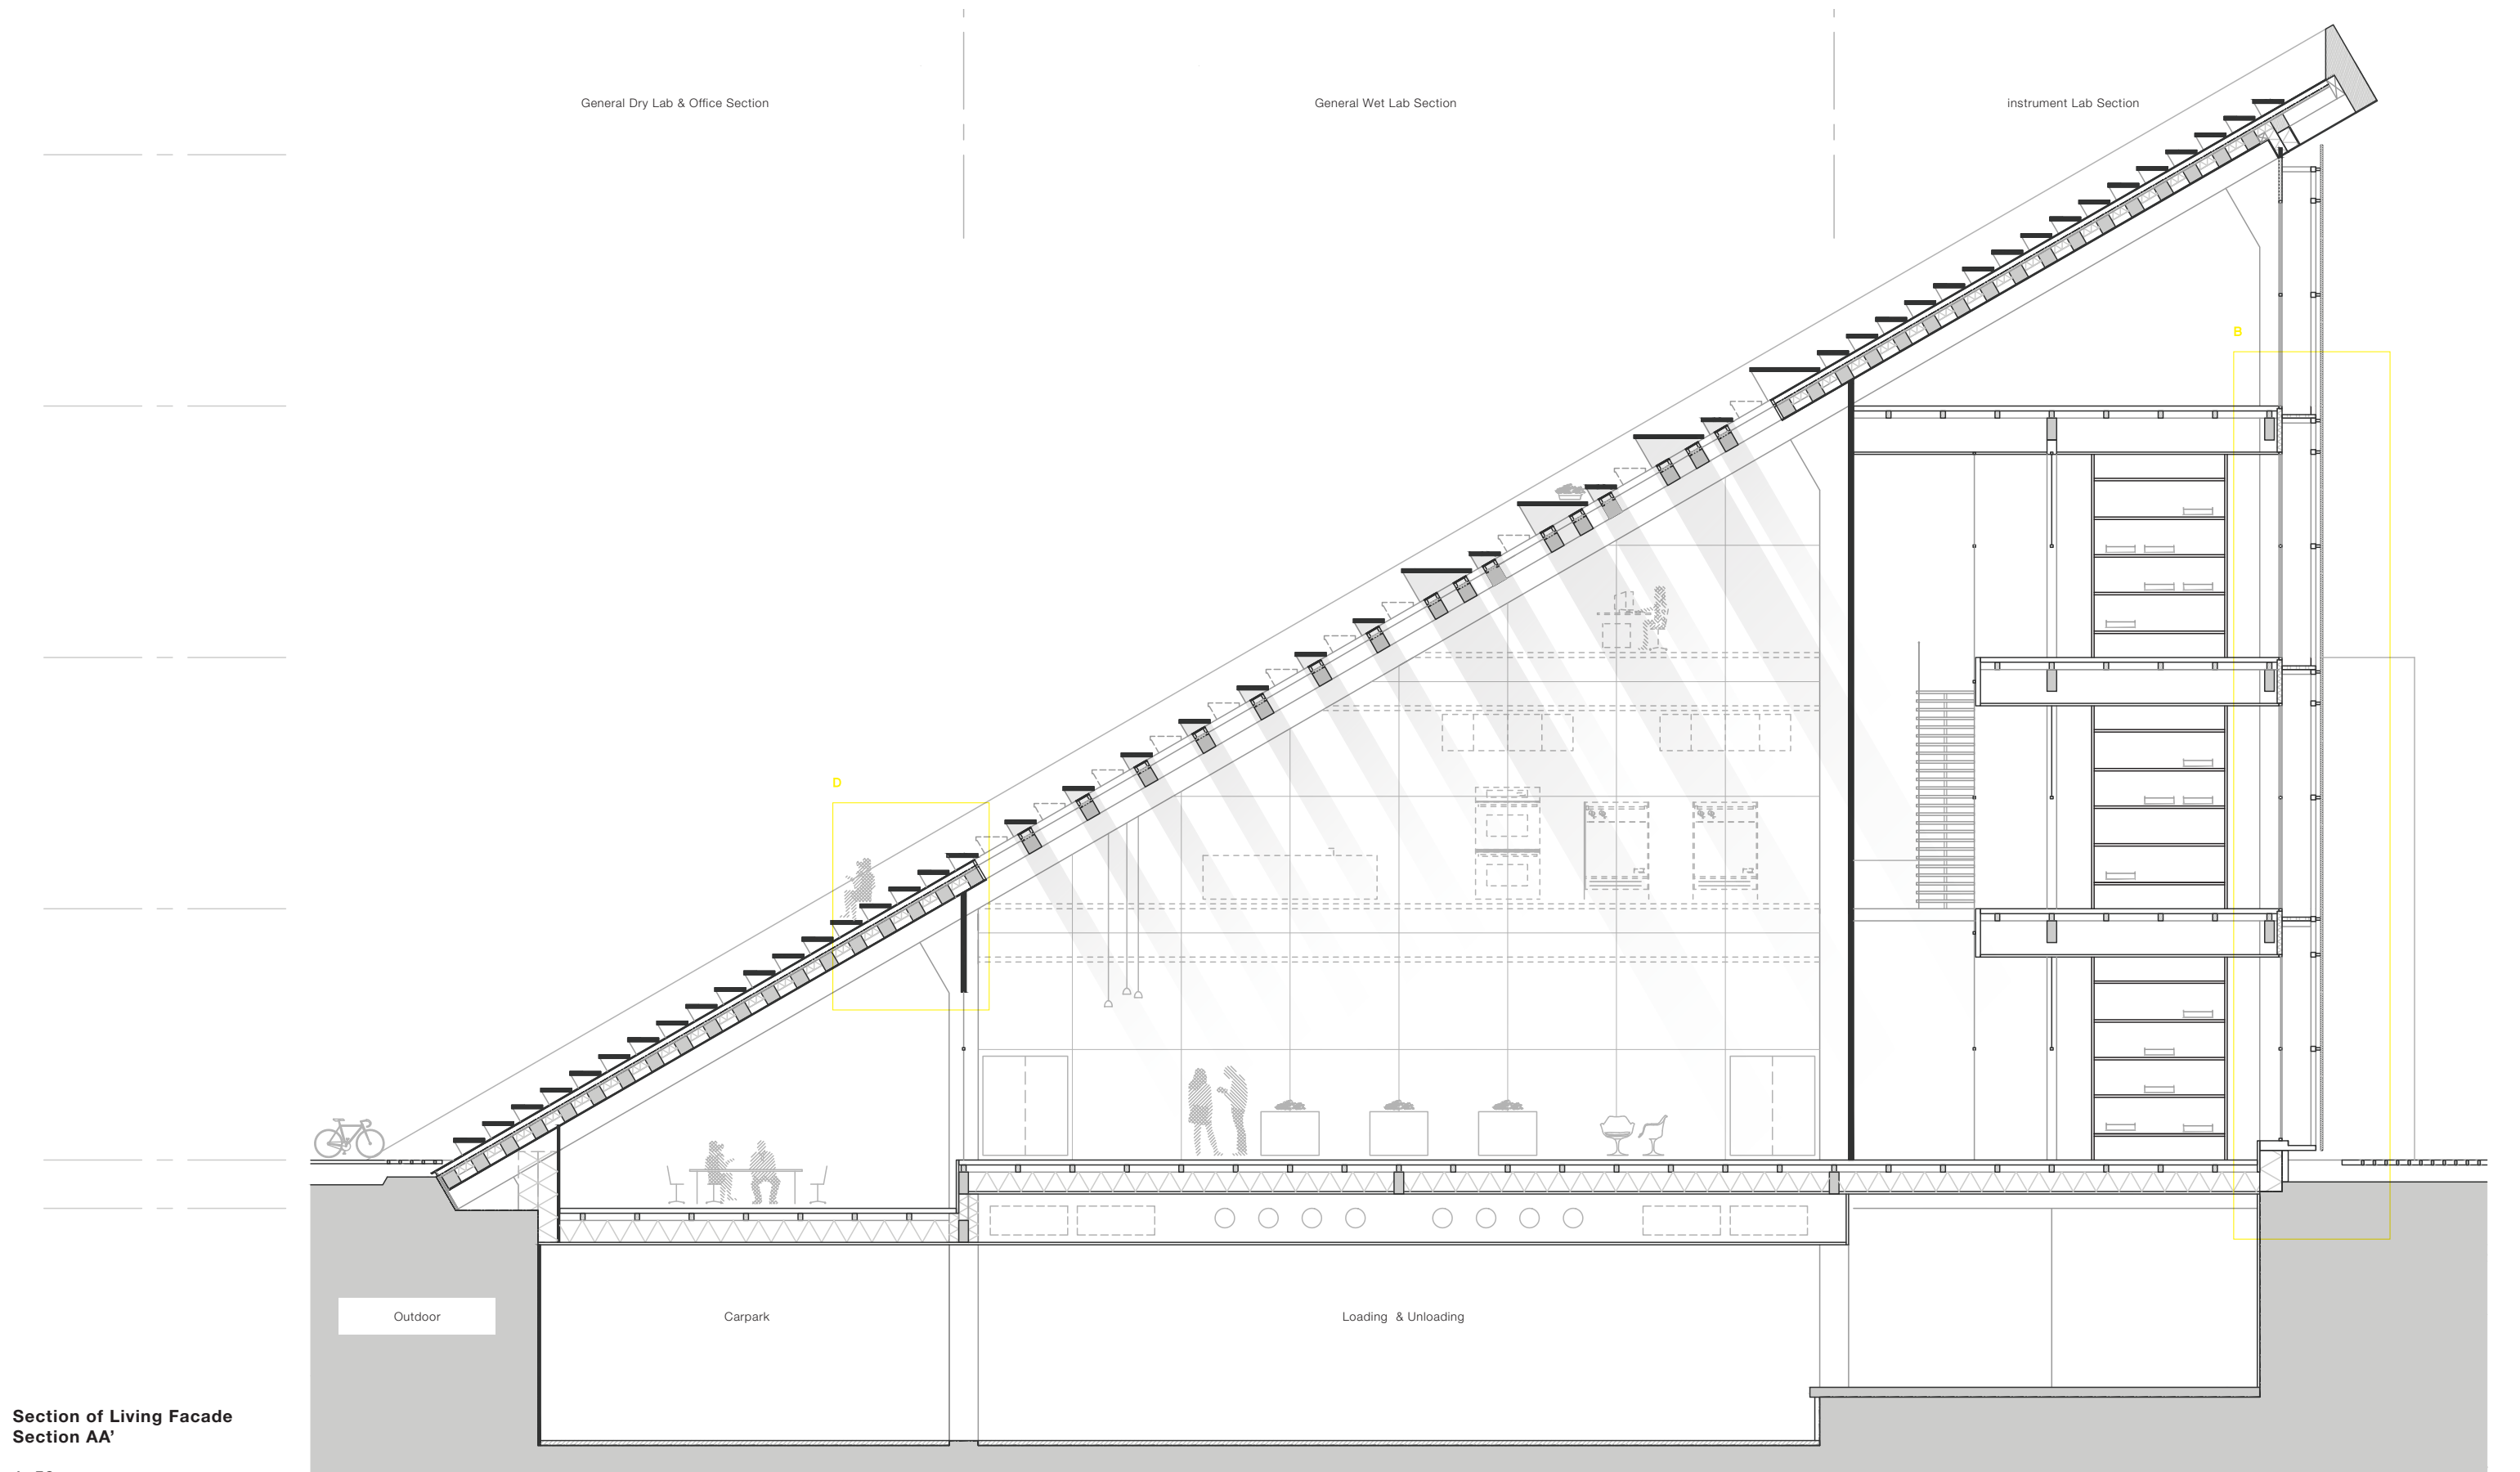 General Dry Lab & Office Section
General Wet Lab Section
instrument Lab Section
B
D
Outdoor
Carpark
Loading & Unloading
Section of Living Facade
Section AA’